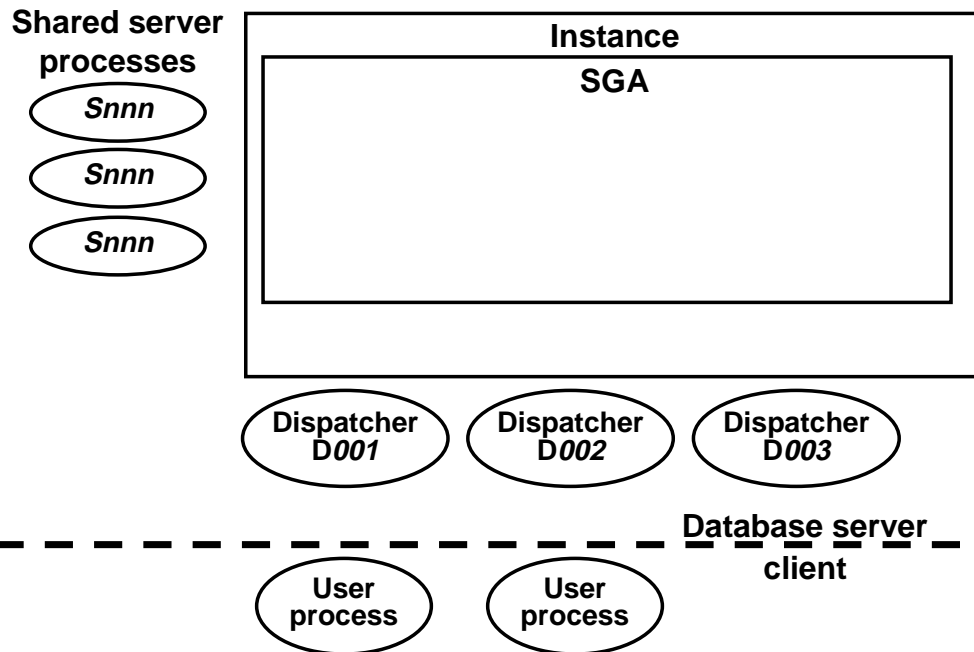 Shared server
processes
Snnn
Snnn
Snnn
Instance
SGA
Dispatcher
D001
Dispatcher
D002
Dispatcher
D003
Database server
client
User
process
User
process